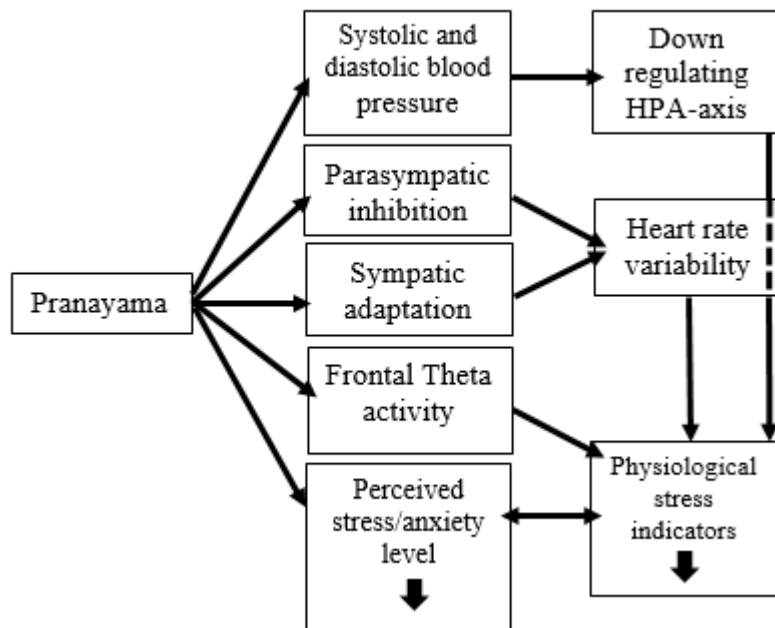 Systolic and
diastolic blood
pressure
Down
regulating
HPA-axis
Parasympatic
inhibition
Heart rate
variability
Pranayama
Sympatic
adaptation
Frontal Theta
activity
Perceived
stress/anxiety
level
Physiological
stress
indicators